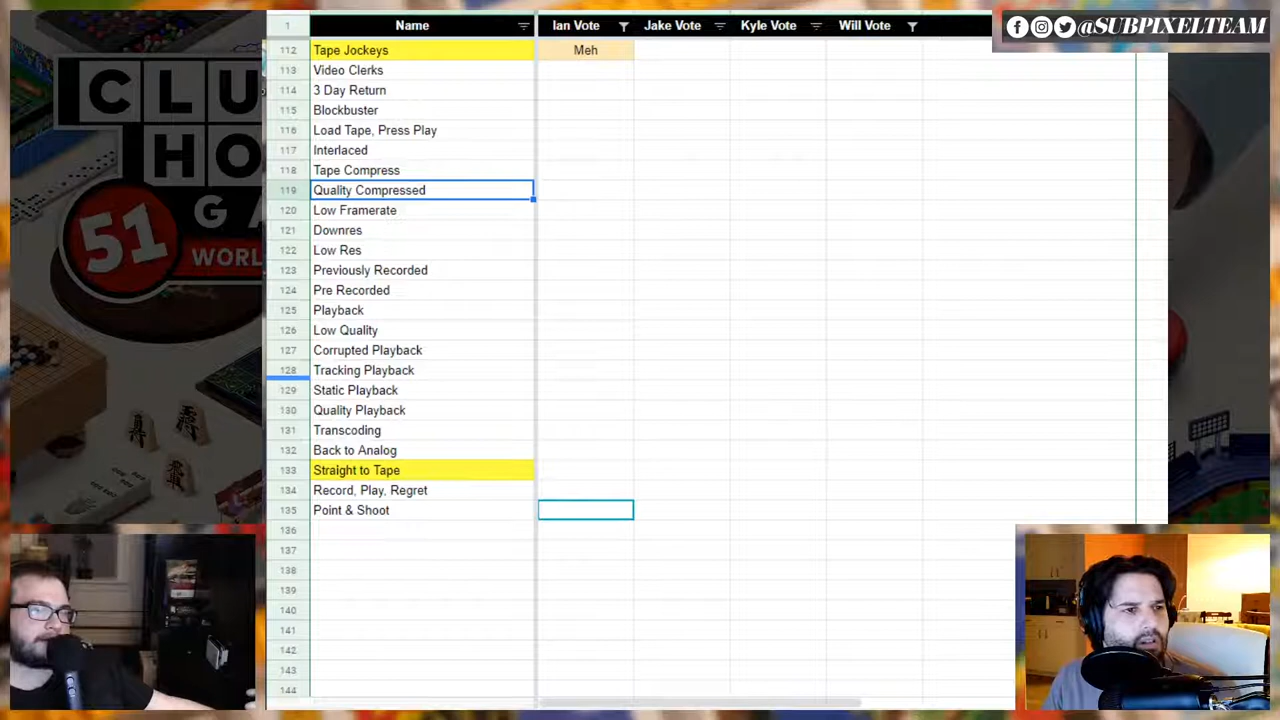 @SUBPIXELTEAM
1 Name Ian Vote Jake Vote Kyle Vote Will Vote
112 Tape Jockeys Meh
113 Video Clerks
114 3 Day Return
115 Blockbuster
116 Load Tape, Press Play
117 Interlaced
118 Tape Compress
119 Quality Compressed
120 Low Framerate
121 Downres
122 Low Res
123 Previously Recorded
124 Pre Recorded
125 Playback
126 Low Quality
127 Corrupted Playback
128 Tracking Playback
129 Static Playback
130 Quality Playback
131 Transcoding
132 Back to Analog
133 Straight to Tape
134 Record, Play, Regret
135 Point & Shoot
136
137
138
139
140
141
142
143
144
CLU
HO
51
GA
WORL